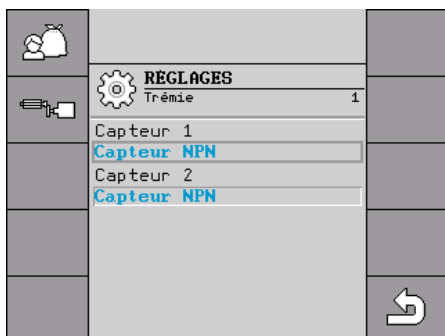 RÉGLAGES
Trémie 1
Capteur 1
Capteur NPN
Capteur 2
Capteur NPN